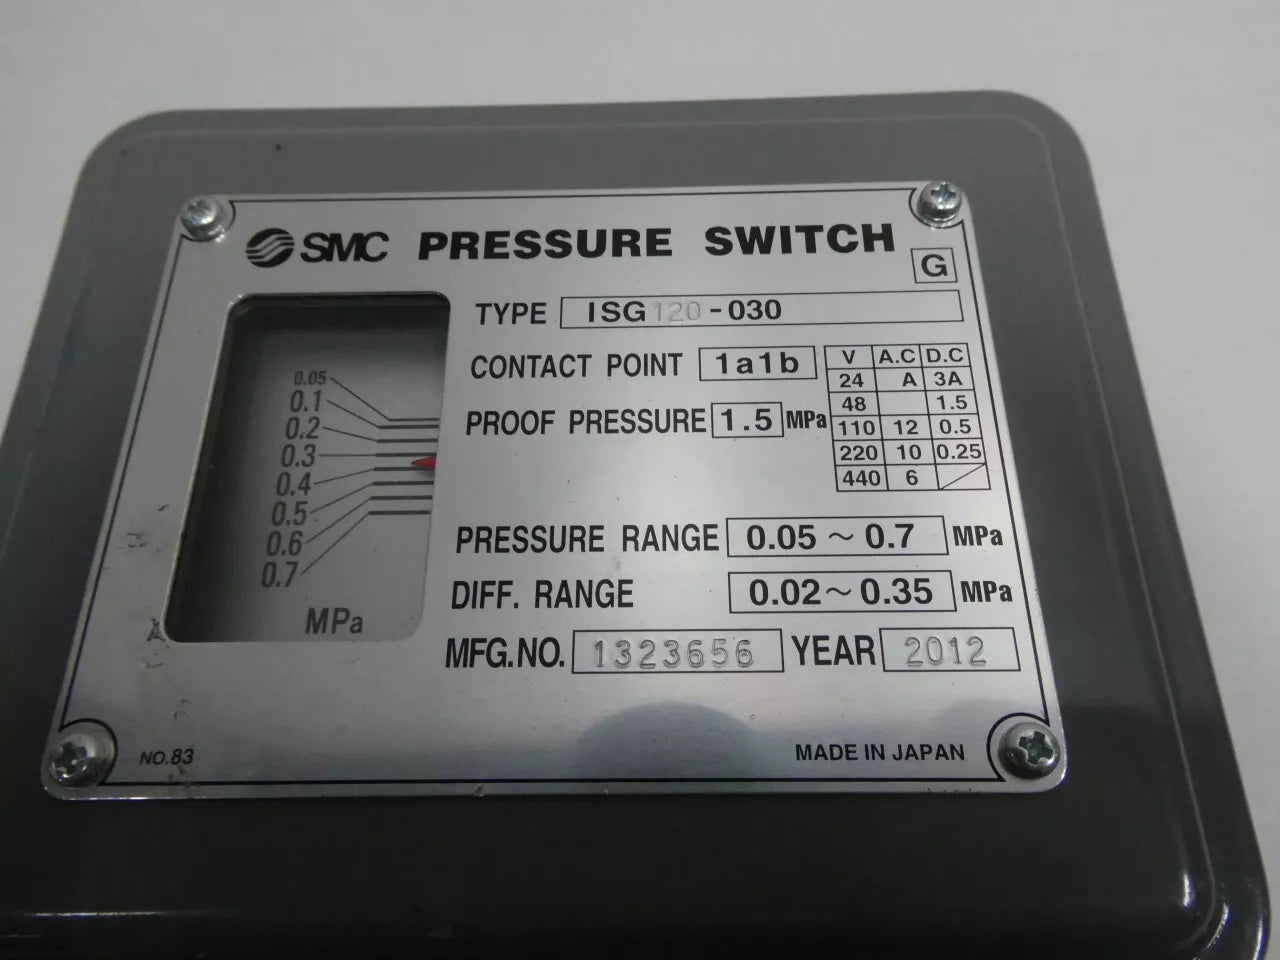 SMC PRESSURE SWITCH
G
TYPE ISG120-030
CONTACT POINT 1a1b
PROOF PRESSURE 1.5 MPa
V A.C D.C
24 A 3A
48 1.5
110 12 0.5
220 10 0.25
440 6
0.05
0.1
0.2
0.3
0.4
0.5
0.6
0.7
MPa
PRESSURE RANGE 0.05~0.7 MPa
DIFF. RANGE 0.02~0.35 MPa
MFG.NO. 1323656 YEAR 2012
NO.83
MADE IN JAPAN